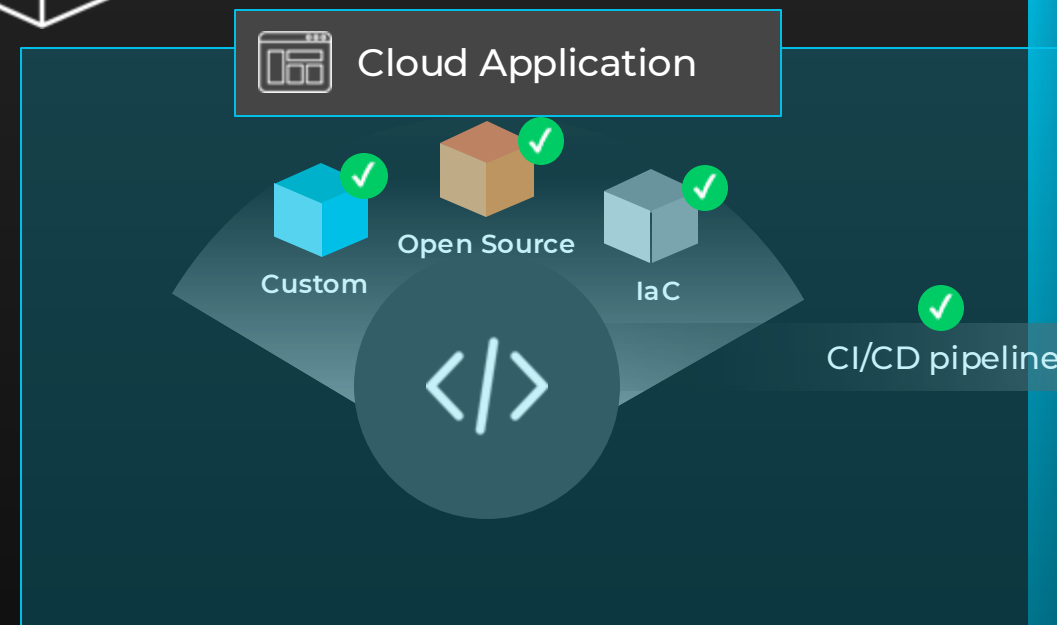 Cloud Application
Open Source
Custom
IaC
CI/CD pipeline